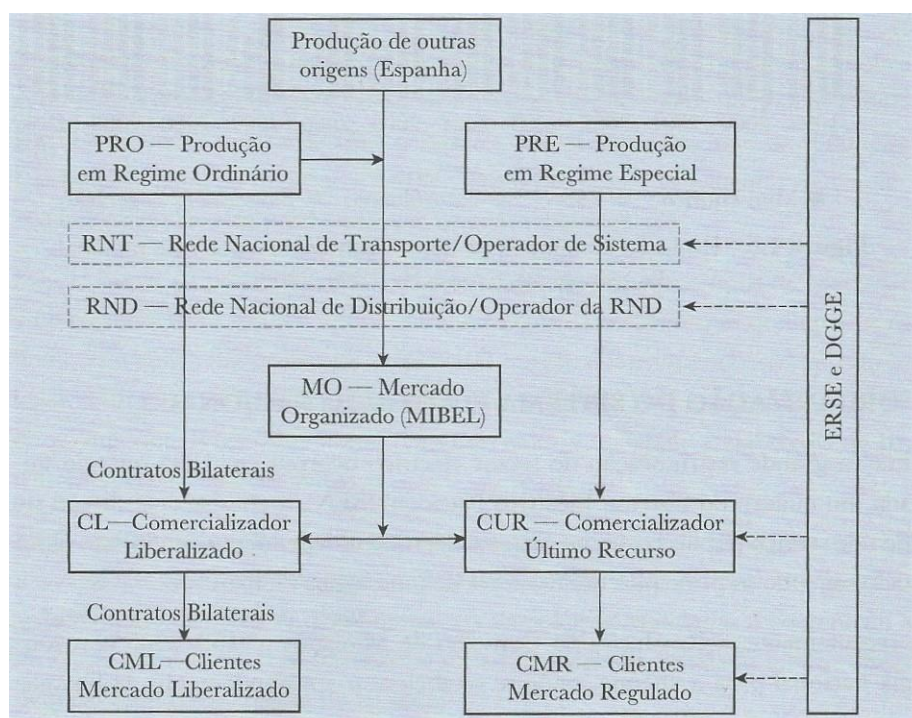 Produção de outras
origens (Espanha)
PRO — Produção
em Regime Ordinário
PRE — Produção
em Regime Especial
RNT — Rede Nacional de Transporte/Operador de Sistema
RND — Rede Nacional de Distribuição/Operador da RND
MO — Mercado
Organizado (MIBEL)
ERSE e DGGE
Contratos Bilaterais
CL—Comercializador
Liberalizado
CUR — Comercializador
Último Recurso
Contratos Bilaterais
CML—Clientes
Mercado Liberalizado
CMR — Clientes
Mercado Regulado